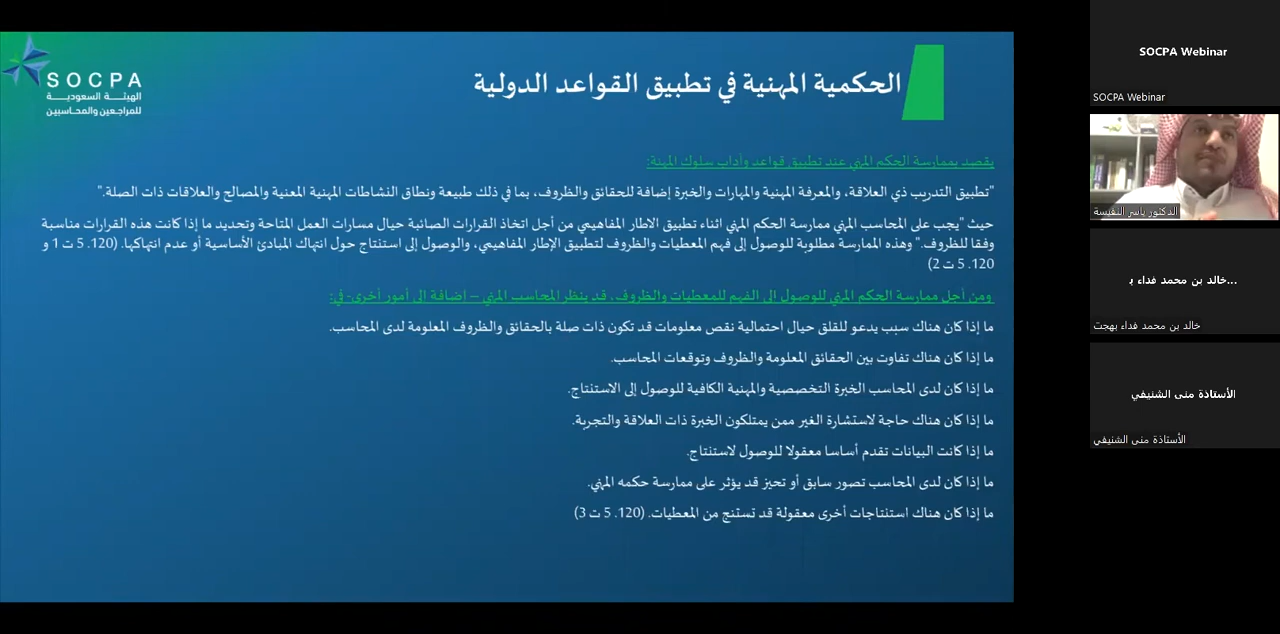 SOCPA
الهيئة السعودية
للمراجعين والمحاسبين
الحكمية المهنية في تطبيق القواعد الدولية
يقصد بممارسة الحكم المهني عند تطبيق قواعد وآداب سلوك المهنة:
"تطبيق التدريب ذي العلاقة، والمعرفة المهنية والمهارات والخبرة إضافة للحقائق والظروف، بما في ذلك طبيعة ونطاق النشاطات المهنية المعنية والمصالح والعلاقات ذات الصلة."
حيث "يجب على المحاسب المهني ممارسة الحكم المهني اثناء تطبيق الاطار المفاهيمي من أجل اتخاذ القرارات الصائبة حيال مسارات العمل المتاحة وتحديد ما إذا كانت هذه القرارات مناسبة
وفقا للظروف." وهذه الممارسة مطلوبة للوصول إلى فهم المعطيات والظروف لتطبيق الإطار المفاهيمي، والوصول إلى استنتاج حول انتهاك المبادئ الأساسية أو عدم انتهاكها. (120. 5 ت 1 و
120. 5 ت 2)
ومن أجل ممارسة الحكم المهني للوصول الى الفهم للمعطيات والظروف، قد ينظر المحاسب المهني – إضافة الى أمور أخرى- في:
ما إذا كان هناك سبب يدعو للقلق حيال احتمالية نقص معلومات قد تكون ذات صلة بالحقائق والظروف المعلومة لدى المحاسب.
ما إذا كان هناك تفاوت بين الحقائق المعلومة والظروف وتوقعات المحاسب.
ما إذا كان لدى المحاسب الخبرة التخصصية والمهنية الكافية للوصول إلى الاستنتاج.
ما إذا كان هناك حاجة لاستشارة الغير ممن يمتلكون الخبرة ذات العلاقة والتجربة.
ما إذا كانت البيانات تقدم أساسا معقولا للوصول لاستنتاج.
ما إذا كان لدى المحاسب تصور سابق أو تحيز قد يؤثر على ممارسة حكمه المهني.
ما إذا كان هناك استنتاجات أخرى معقولة قد تستنج من المعطيات. (120. 5 ت 3)
SOCPA Webinar
SOCPA Webinar
الدكتور ياسر النفيسة
خالد بن محمد فداء ب...
خالد بن محمد فداء بهجت
الأستاذة منى الشنيفي
الأستاذة منى الشنيفي